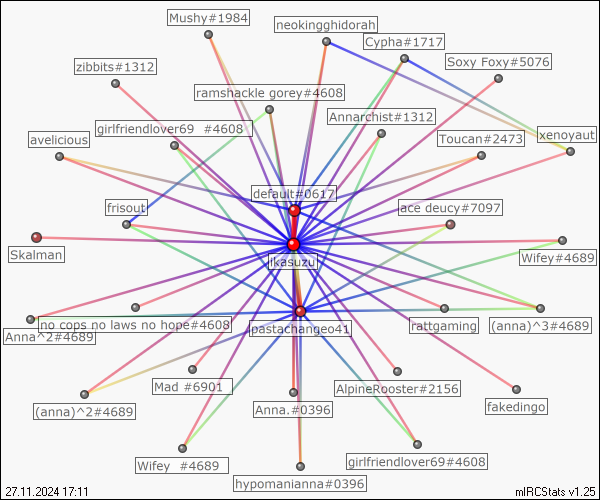 Mushy#1984
neokingghidorah
Cypha#1717
Soxy Foxy#5076
zibbits#1312
ramshackle gorey#4608
Annarchist#1312
girlfriendlover69 #4608
avelicious
Toucan#2473
xenoyaut
default#0617
frisout
ace deucy#7097
Skalman
Ikasuzu
Wifey#4689
no cops no laws no hope#4608
Anna^2#4689
pastachangeo41
rattgaming
(anna)^3#4689
Mad #6901
AlpineRooster#2156
(anna)^2#4689
Anna.#0396
fakedingo
Wifey #4689
girlfriendlover69#4608
hypomanianna#0396
27.11.2024 17:11
mIRCStats v1.25